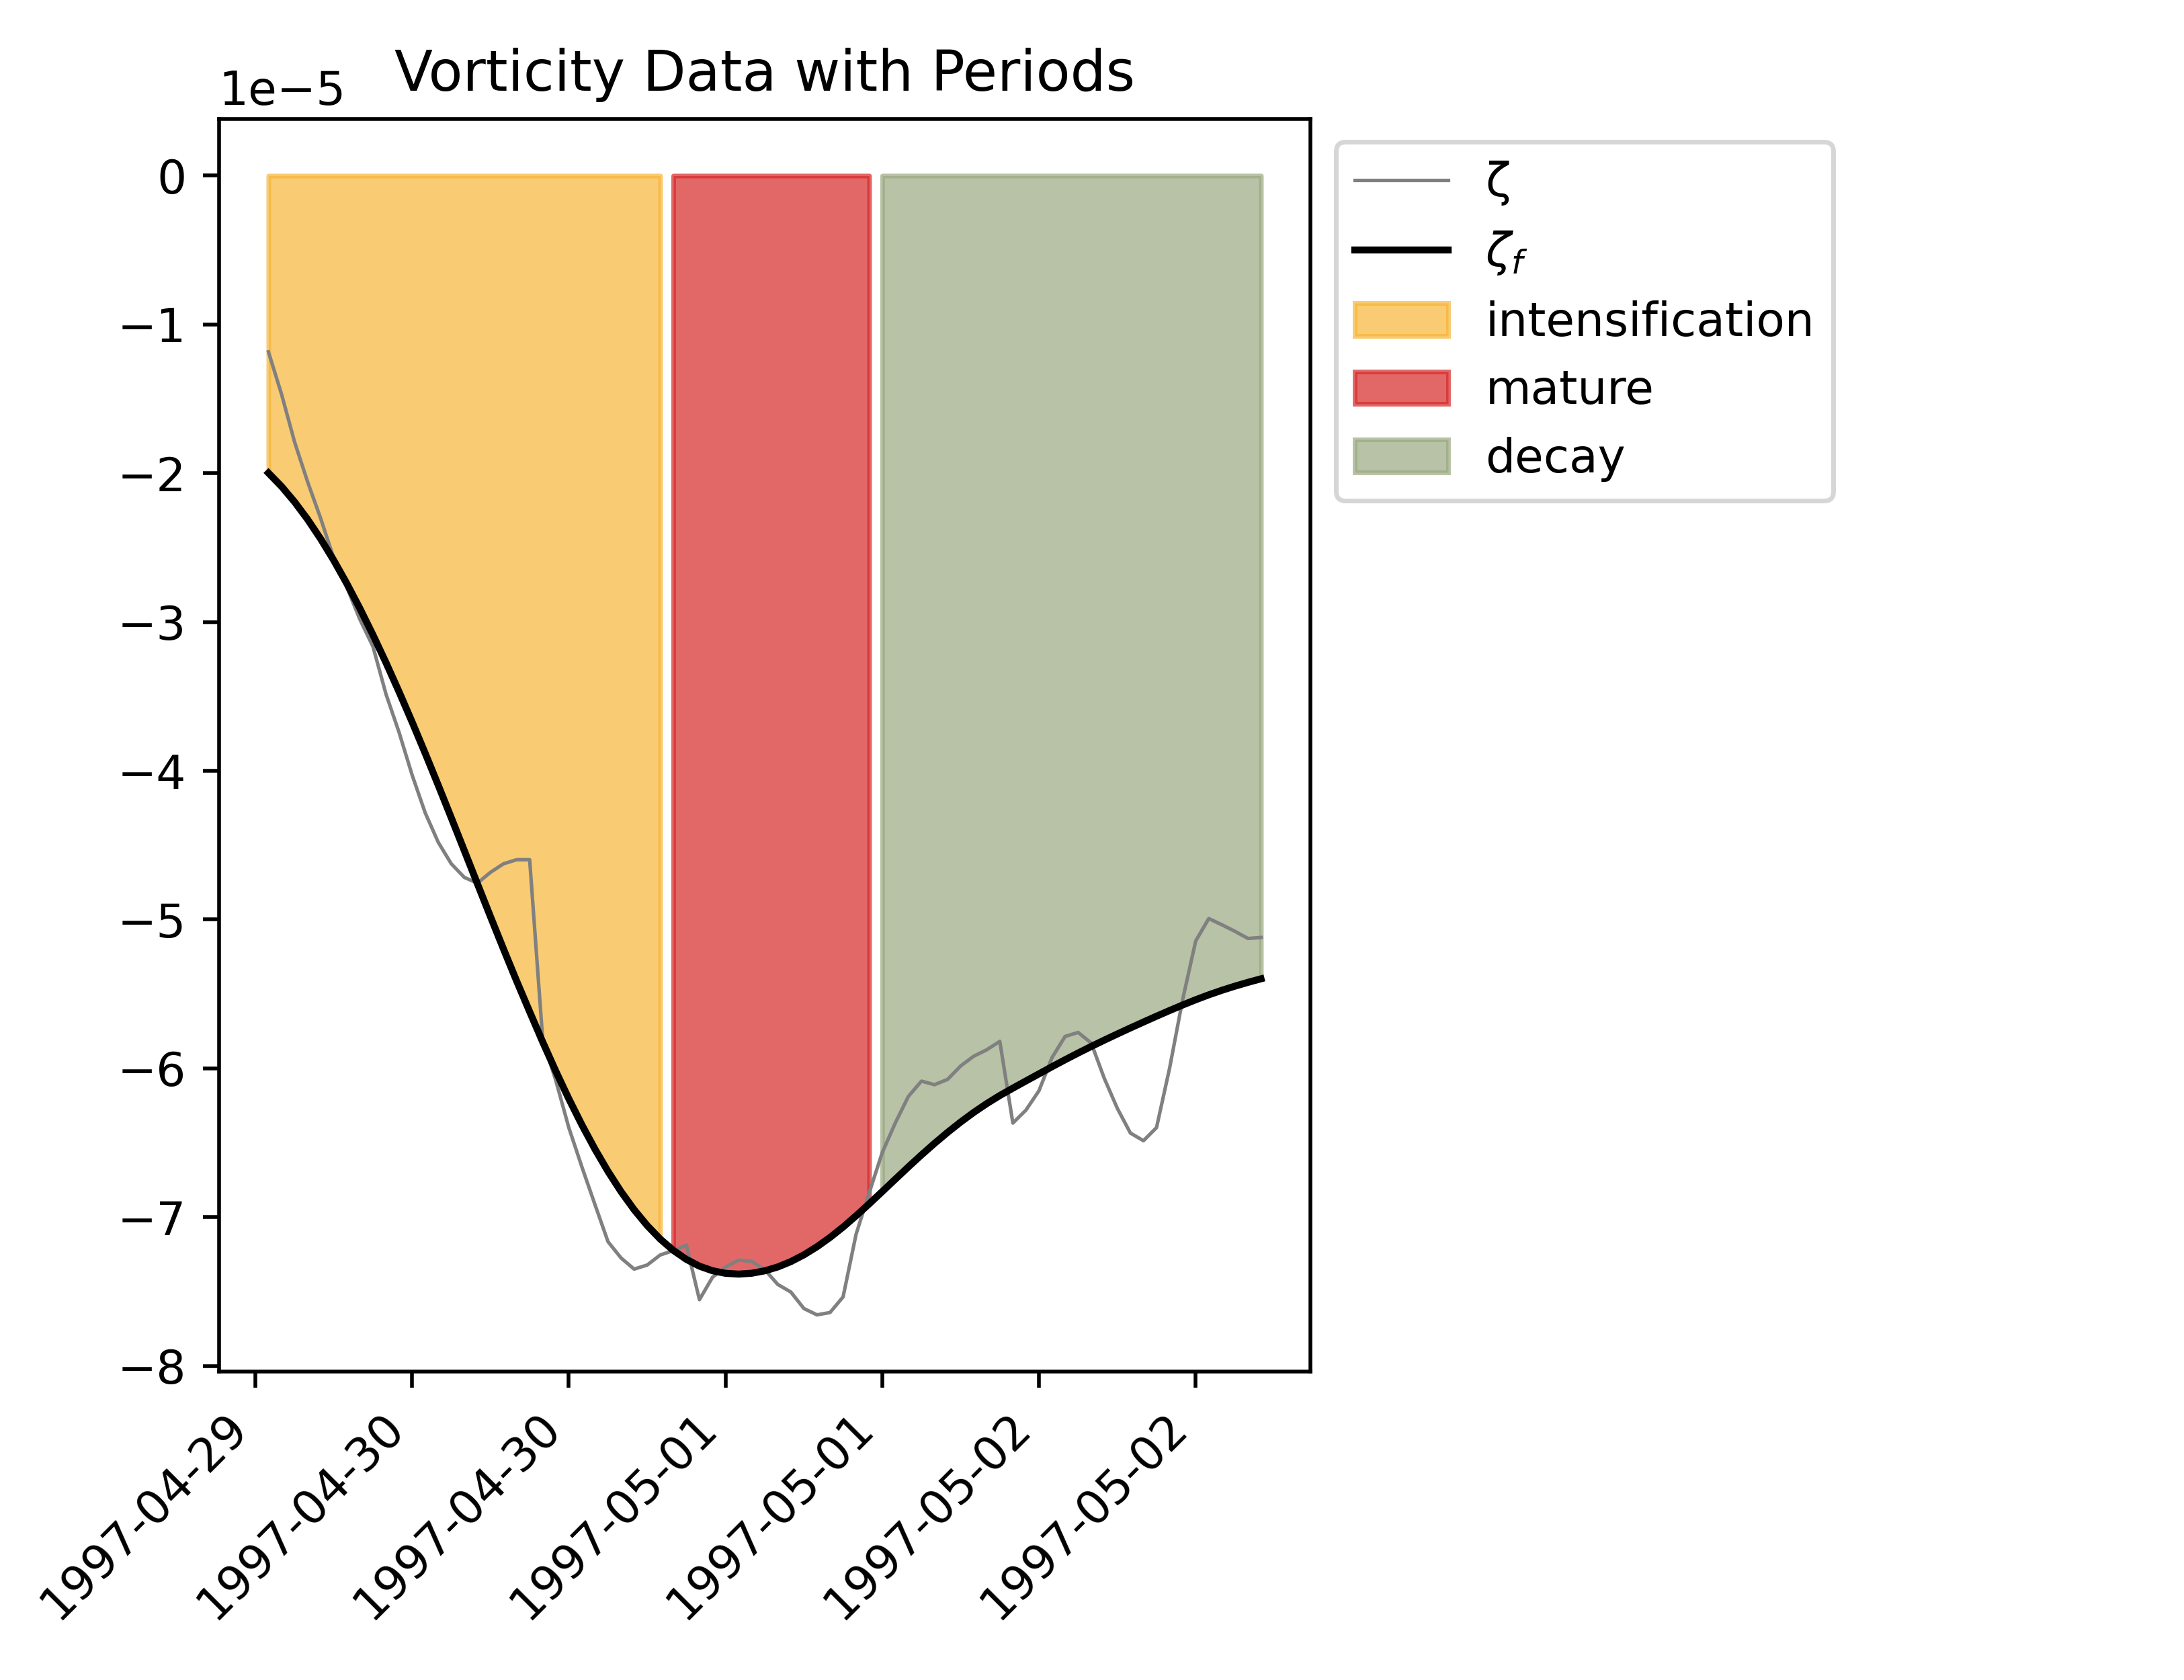 Vorticity Data with Periods
1e−5
0
−1
−2
−3
−4
−5
−6
−7
−8
1997-04-29
1997-04-30
1997-04-30
1997-05-01
1997-05-01
1997-05-02
1997-05-02
ζ
ζf
intensification
mature
decay